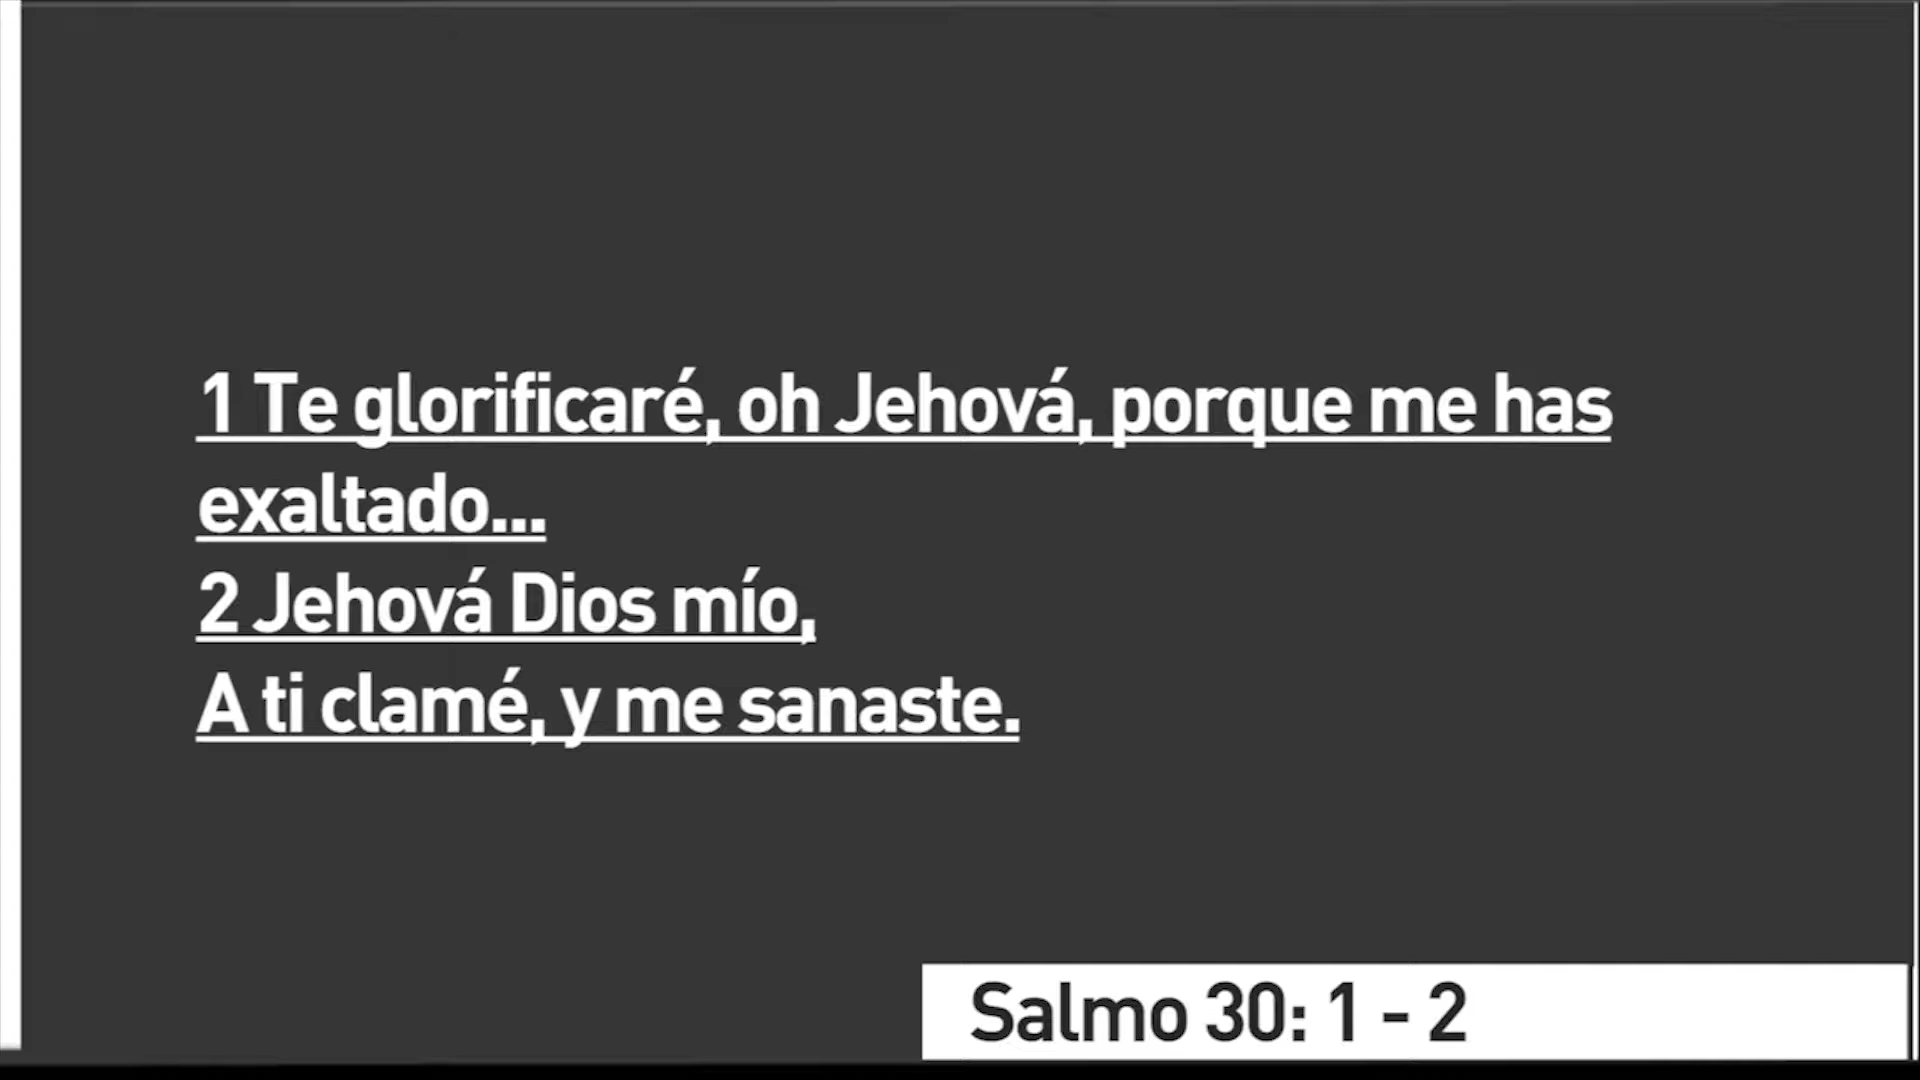 1 Te glorificaré, oh Jehová, porque me has
exaltado...
2 Jehová Dios mío,
A ti clamé, y me sanaste.
Salmo 30: 1 - 2